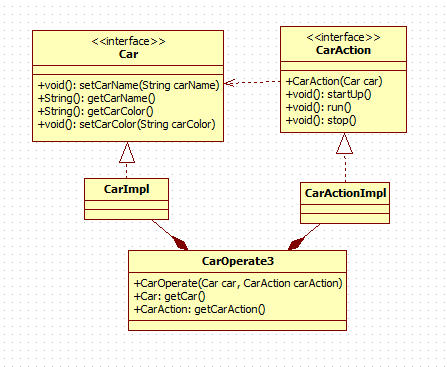 <<interface>>
Car
+void(): setCarName(String carName)
+String(): getCarName()
+String(): getCarColor()
+void(): setCarColor(String carColor)
<<interface>>
CarAction
+CarAction(Car car)
+void(): startUp()
+void(): run()
+void(): stop()
CarImpl
CarActionImpl
CarOperate3
+CarOperate(Car car, CarAction carAction)
+Car: getCar()
+CarAction: getCarAction()